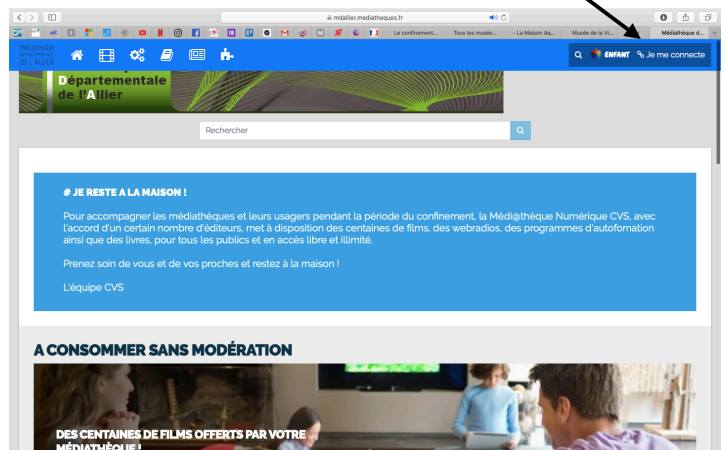 mdallier.mediatheques.fr
Le confinement...
Tous les musée...
– La Maison Aq...
Musée de la Vi...
Médiathèque d...
BIBLIOTHÈQUE
DÉPARTEMENTALE
DE L'ALLIER
ENFANT
Je me connecte
Départementale
de l'Allier
Rechercher
# JE RESTE A LA MAISON !
Pour accompagner les médiathèques et leurs usagers pendant la période du confinement, la Médi@thèque Numérique CVS, avec
l'accord d'un certain nombre d'éditeurs, met à disposition des centaines de films, des webradios, des programmes d'autofomation
ainsi que des livres, pour tous les publics et en accès libre et illimité.
Prenez soin de vous et de vos proches et restez à la maison !
L'équipe CVS
A CONSOMMER SANS MODÉRATION
DES CENTAINES DE FILMS OFFERTS PAR VOTRE
MÉDIATHÈQUE !